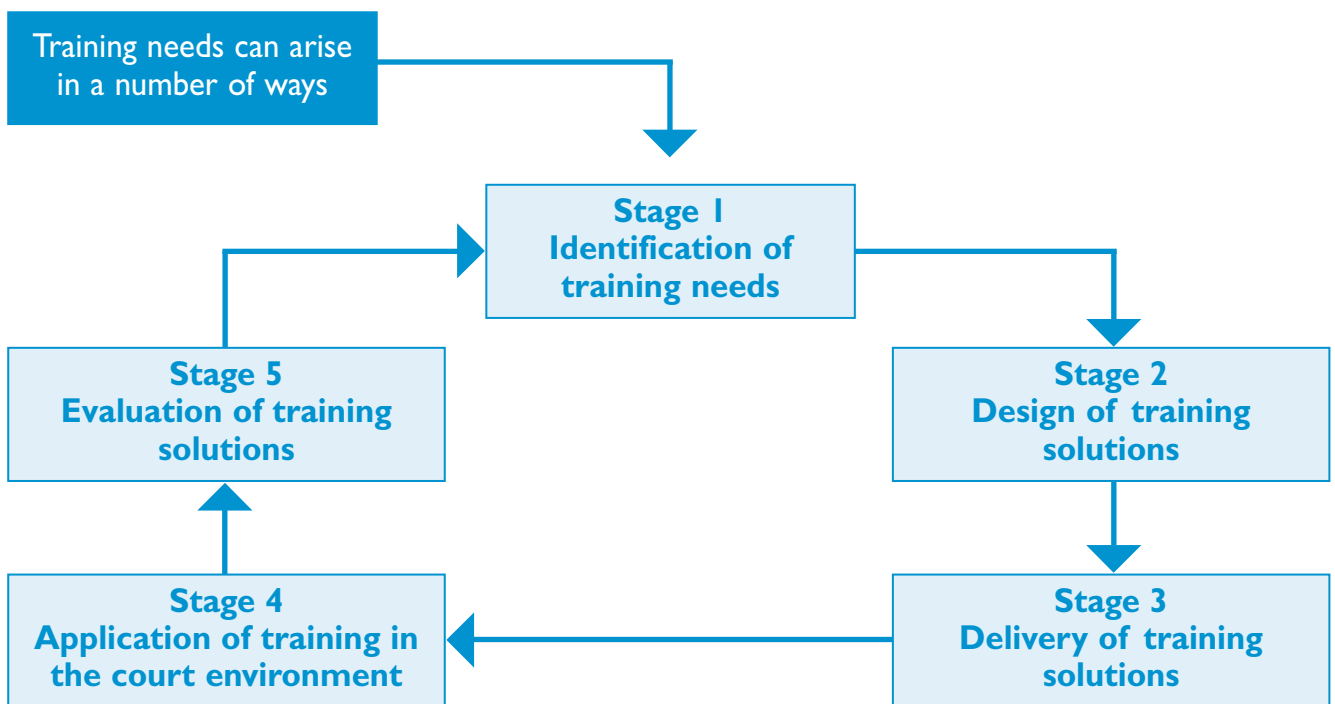 Training needs can arise
in a number of ways
Stage 1
Identification of
training needs
Stage 2
Design of training
solutions
Stage 3
Delivery of training
solutions
Stage 4
Application of training in
the court environment
Stage 5
Evaluation of training
solutions